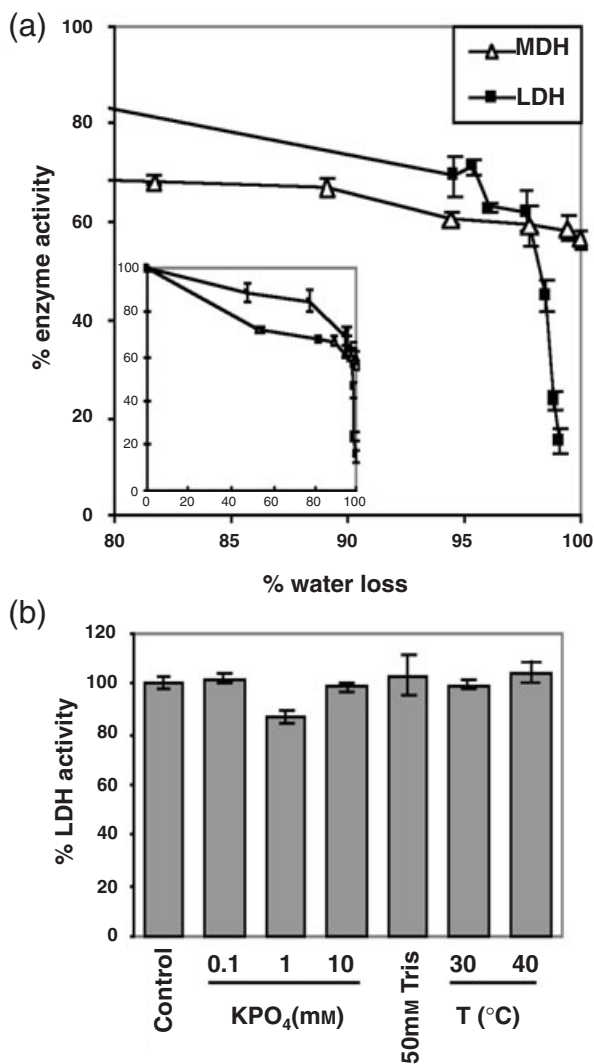 (a)
100
80
60
40
20
0
% enzyme activity
MDH
LDH
100
80
60
40
20
0
0 20 40 60 80 100
80 85 90 95 100
% water loss
(b)
120
100
80
60
40
20
0
% LDH activity
Control
0.1 1 10
KPO₄(mM)
50mM Tris
30 40
T (°C)